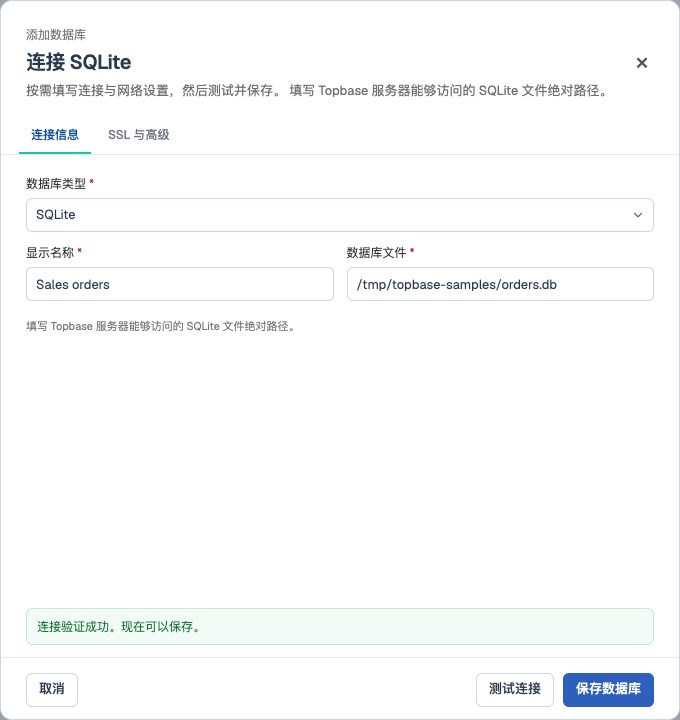 添加数据库
连接 SQLite
按需填写连接与网络设置，然后测试并保存。 填写 Topbase 服务器能够访问的 SQLite 文件绝对路径。
连接信息 SSL 与高级
数据库类型 *
SQLite
显示名称 * 数据库文件 *
Sales orders /tmp/topbase-samples/orders.db
填写 Topbase 服务器能够访问的 SQLite 文件绝对路径。
连接验证成功。现在可以保存。
取消 测试连接 保存数据库